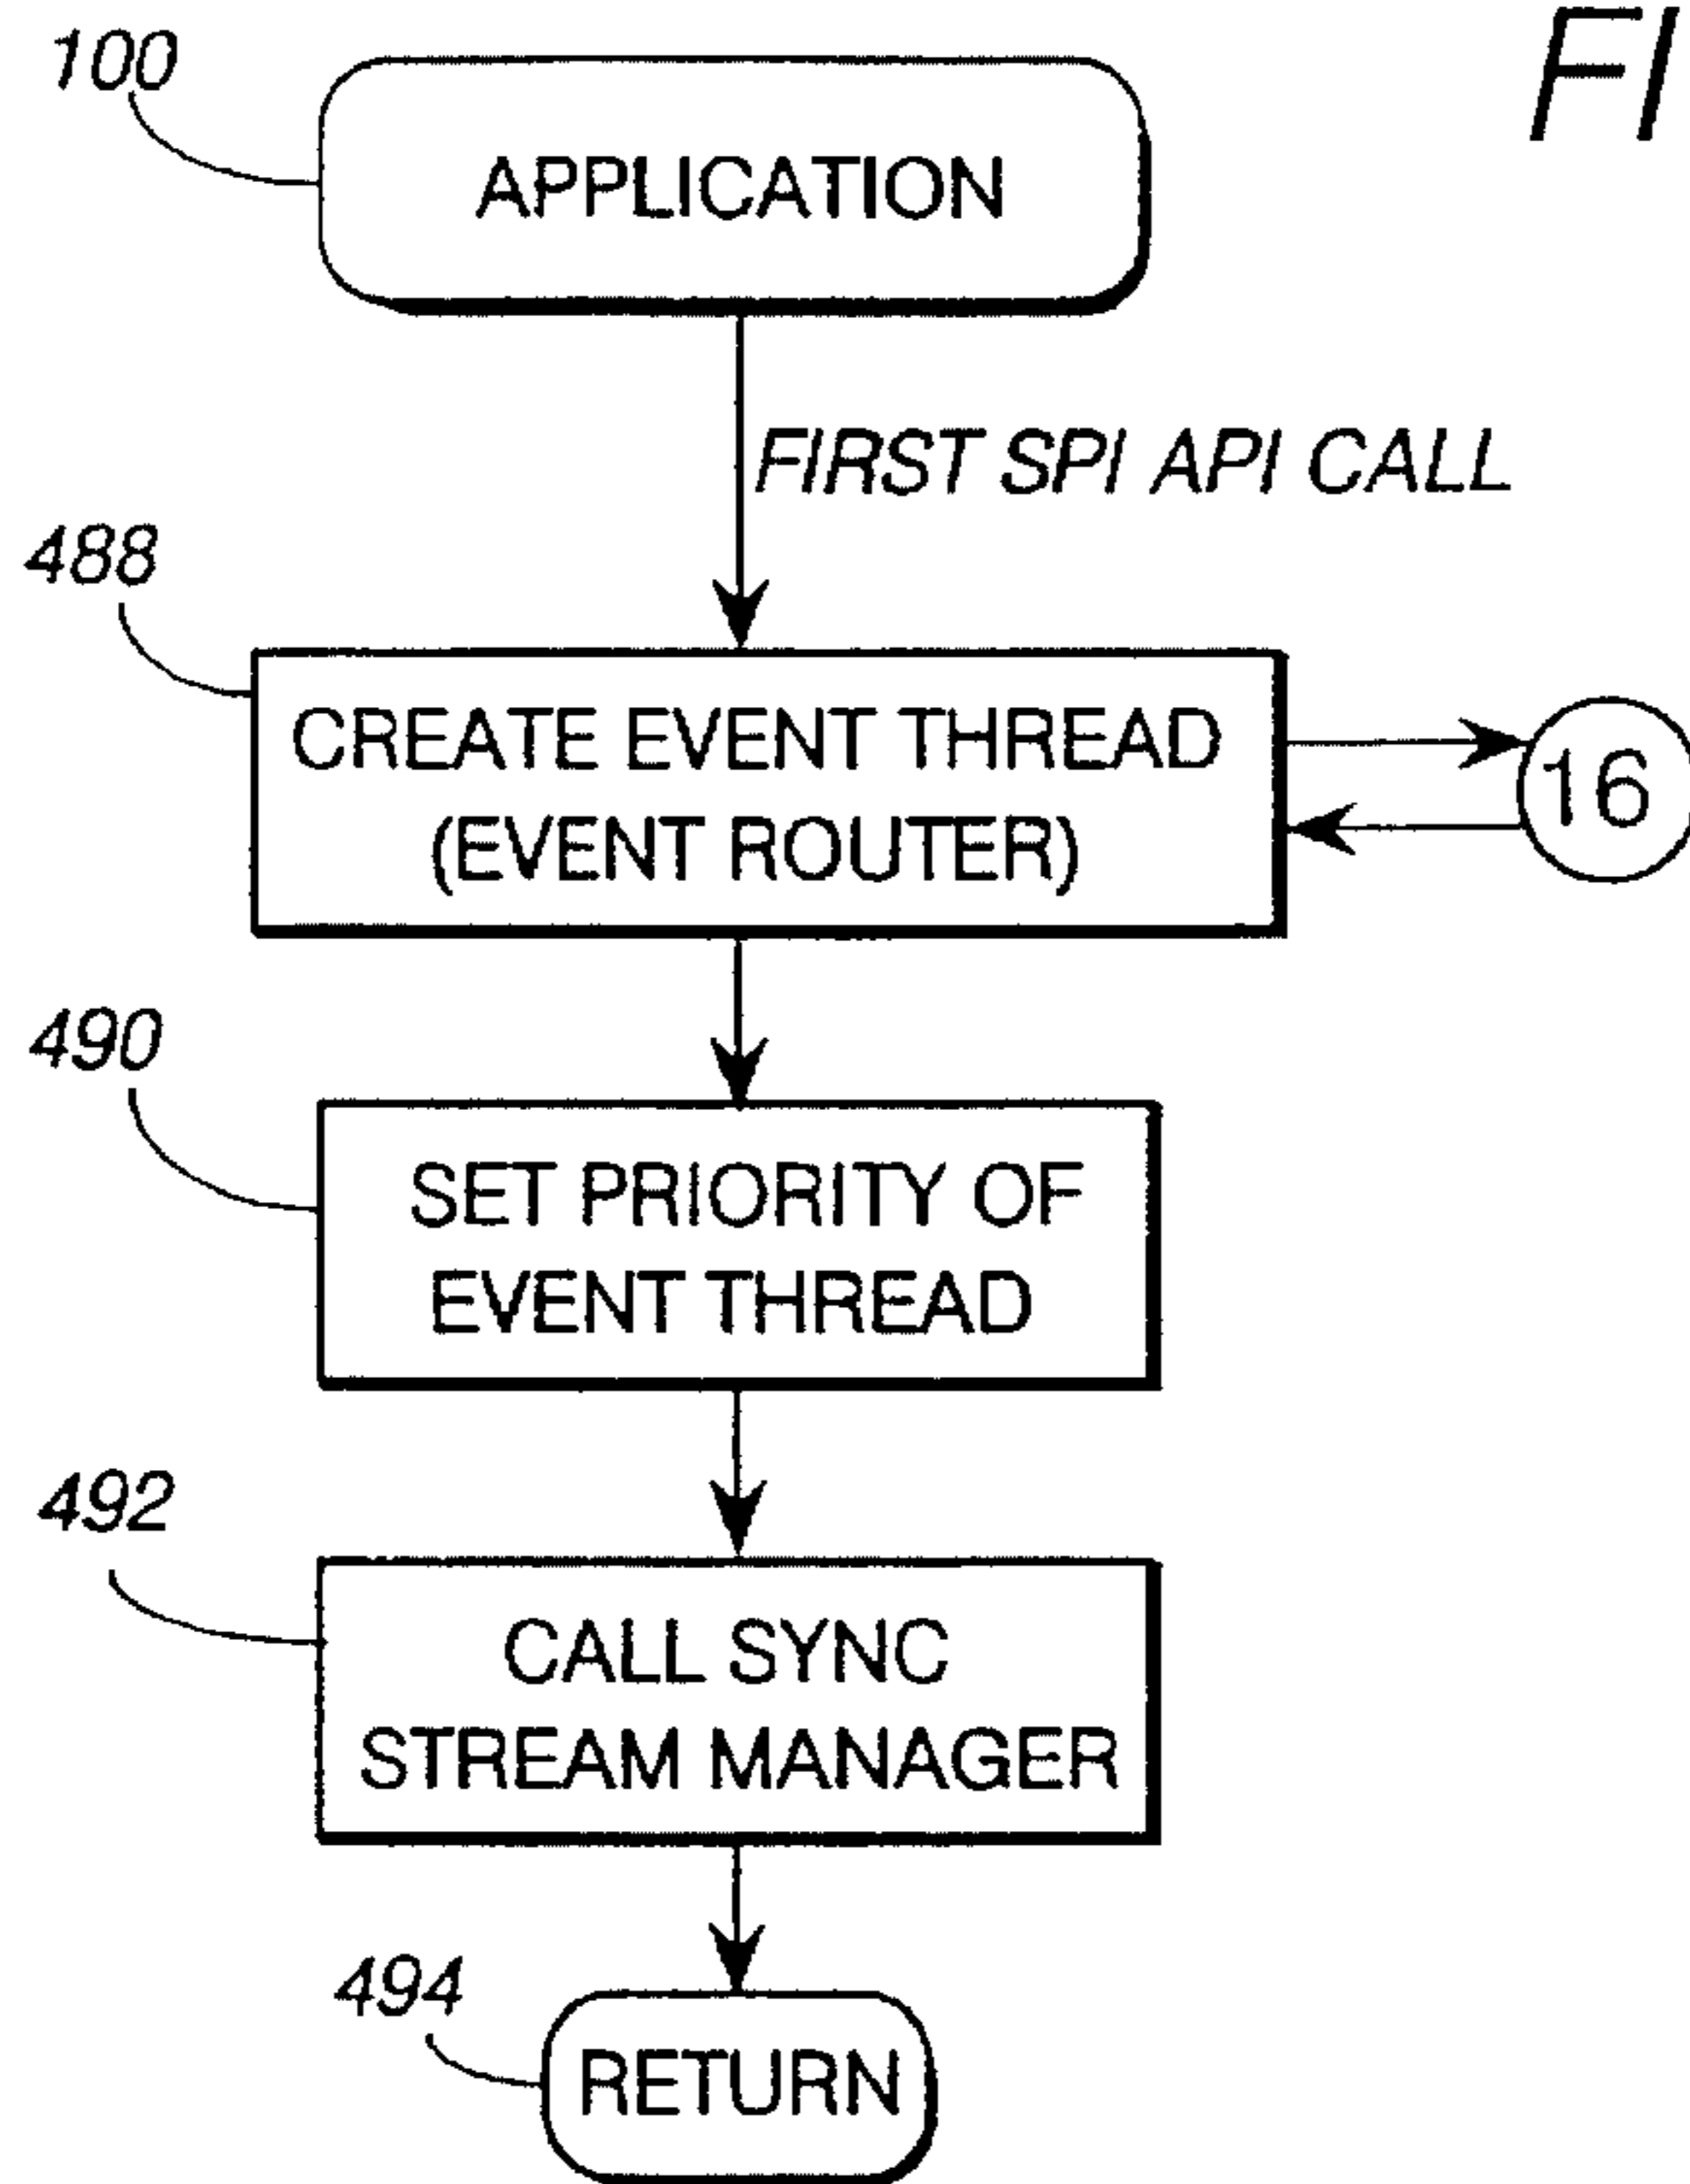 FI
100
APPLICATION
FIRST SPI API CALL
488
CREATE EVENT THREAD
(EVENT ROUTER)
16
490
SET PRIORITY OF
EVENT THREAD
492
CALL SYNC
STREAM MANAGER
494
RETURN